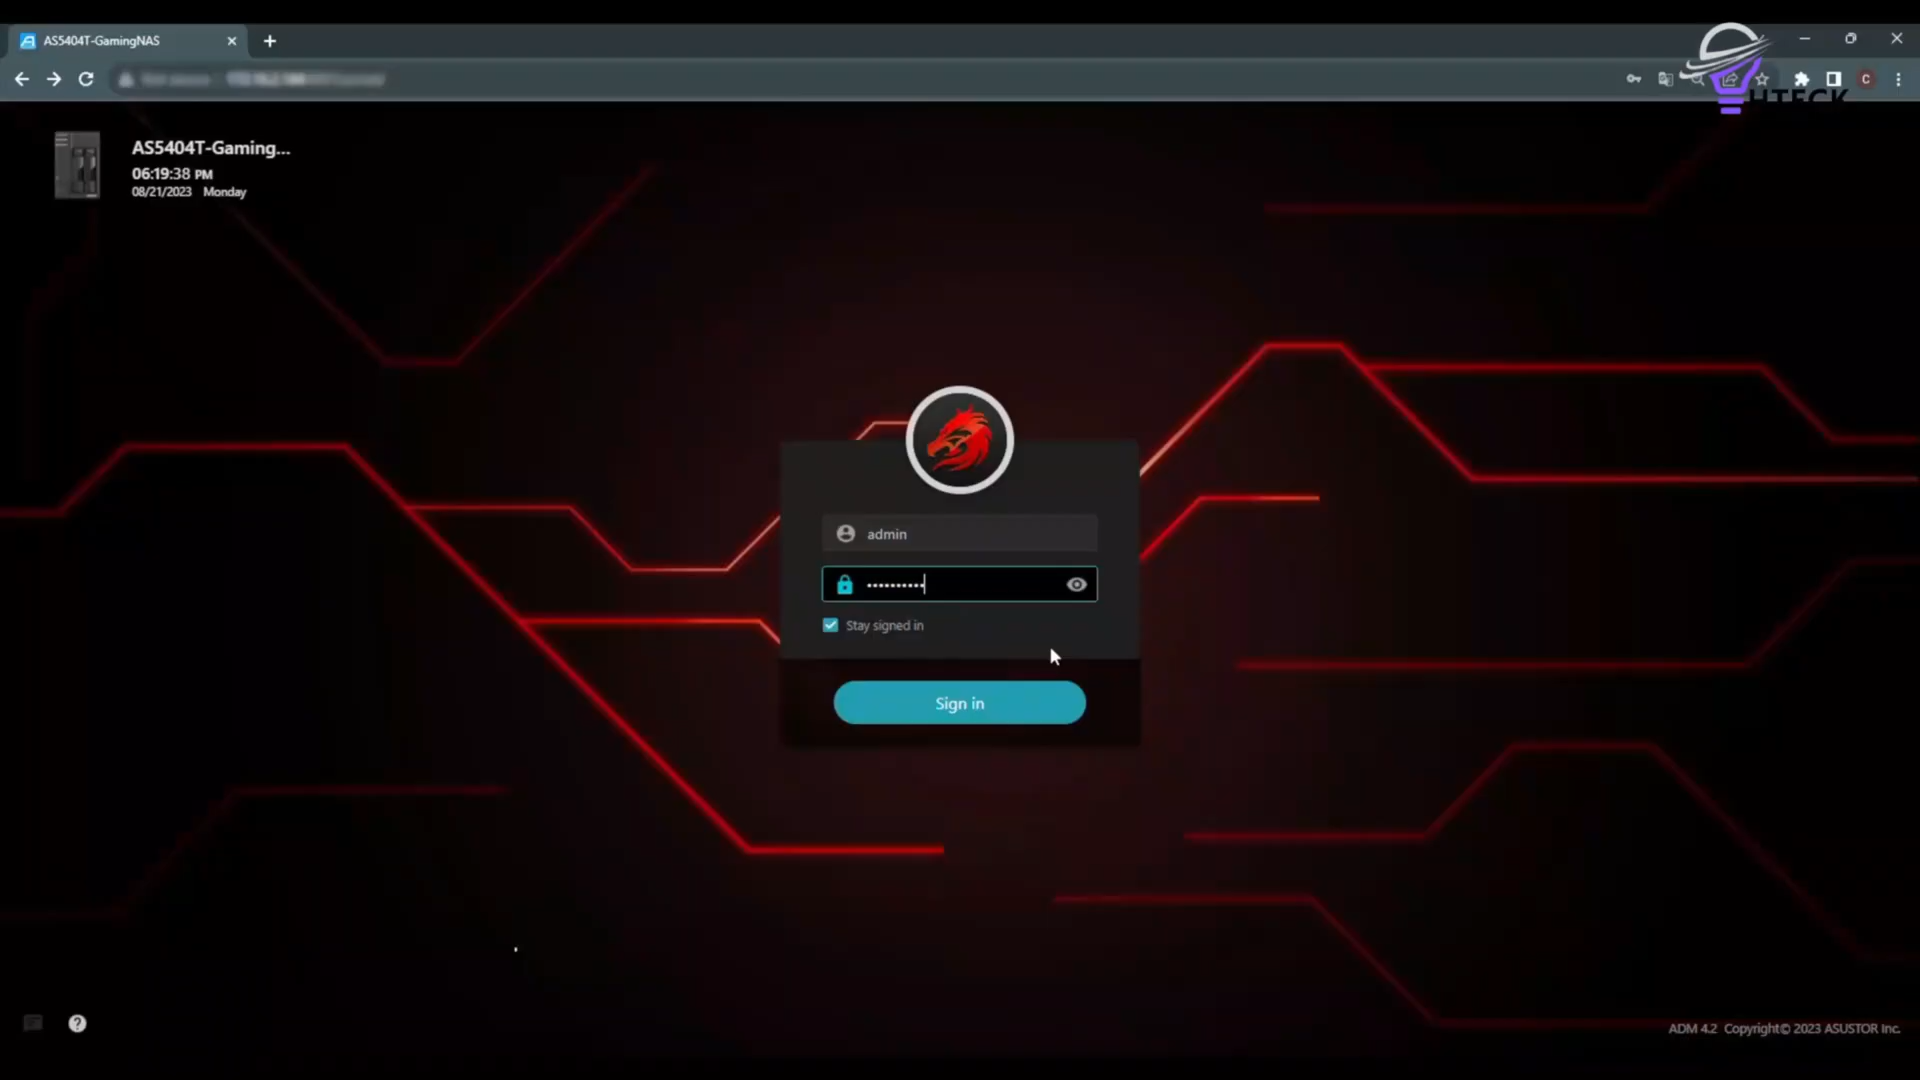 AS5404T-GamingNAS
C
HTECK
AS5404T-Gaming...
06:19:38 PM
08/21/2023 Monday
admin
Stay signed in
Sign in
ADM 4.2 Copyright© 2023 ASUSTOR Inc.